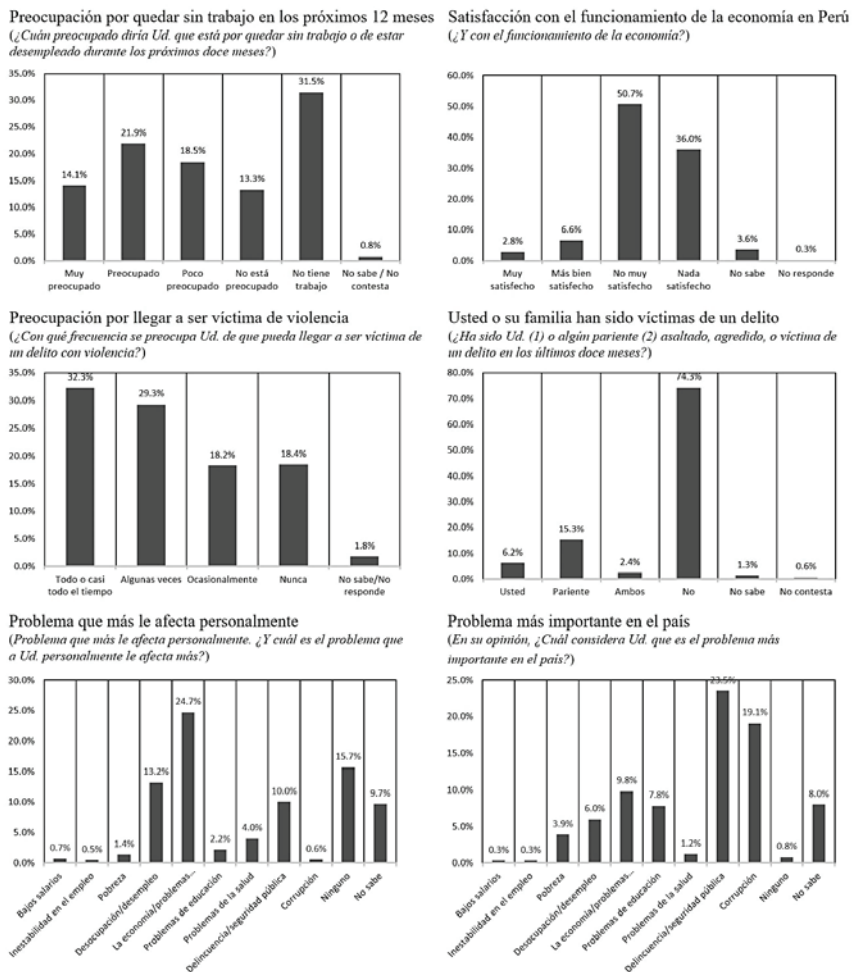 Preocupación por quedar sin trabajo en los próximos 12 meses
(¿Cuán preocupado diría Ud. que está por quedar sin trabajo o de estar
desempleado durante los próximos doce meses?)
35.0%
30.0%
25.0%
20.0%
15.0%
10.0%
5.0%
0.0%
14.1%
21.9%
18.5%
13.3%
31.5%
0.8%
Muy Preocupado Poco No está No tiene No sabe / No
preocupado preocupado preocupado trabajo contesta
Satisfacción con el funcionamiento de la economía en Perú
(¿Y con el funcionamiento de la economía?)
60.0%
50.0%
40.0%
30.0%
20.0%
10.0%
0.0%
2.8%
6.6%
50.7%
36.0%
3.6%
0.3%
Muy Más bien No muy Nada No sabe No responde
satisfecho satisfecho satisfecho satisfecho
Preocupación por llegar a ser víctima de violencia
(¿Con qué frecuencia se preocupa Ud. de que pueda llegar a ser víctima de
un delito con violencia?)
35.0%
30.0%
25.0%
20.0%
15.0%
10.0%
5.0%
0.0%
32.3%
29.3%
18.2%
18.4%
1.8%
Todo o casi Algunas veces Ocasionalmente Nunca No sabe/No
todo el tiempo responde
Usted o su familia han sido víctimas de un delito
(¿Ha sido Ud. (1) o algún pariente (2) asaltado, agredido, o víctima de
un delito en los últimos doce meses?)
80.0%
70.0%
60.0%
50.0%
40.0%
30.0%
20.0%
10.0%
0.0%
6.2%
15.3%
2.4%
74.3%
1.3%
0.6%
Usted Pariente Ambos No No sabe No contesta
Problema que más le afecta personalmente
(Problema que más le afecta personalmente. ¿Y cuál es el problema que
a Ud. personalmente le afecta más?)
30.0%
25.0%
20.0%
15.0%
10.0%
5.0%
0.0%
0.7%
0.5%
1.4%
13.2%
24.7%
2.2%
4.0%
10.0%
0.6%
15.7%
9.7%
Bajos salarios
Inestabilidad en el empleo
Pobreza
Desocupación/desempleo
La economía/problemas...
Problemas de educación
Problemas de la salud
Delincuencia/seguridad pública
Corrupción
Ninguno
No sabe
Problema más importante en el país
(En su opinión, ¿Cuál considera Ud. que es el problema más
importante en el país?)
25.0%
20.0%
15.0%
10.0%
5.0%
0.0%
0.3%
0.3%
3.9%
6.0%
9.8%
7.8%
1.2%
23.5%
19.1%
0.8%
8.0%
Bajos salarios
Inestabilidad en el empleo
Pobreza
Desocupación/desempleo
La economía/problemas...
Problemas de educación
Problemas de la salud
Delincuencia/seguridad pública
Corrupción
Ninguno
No sabe